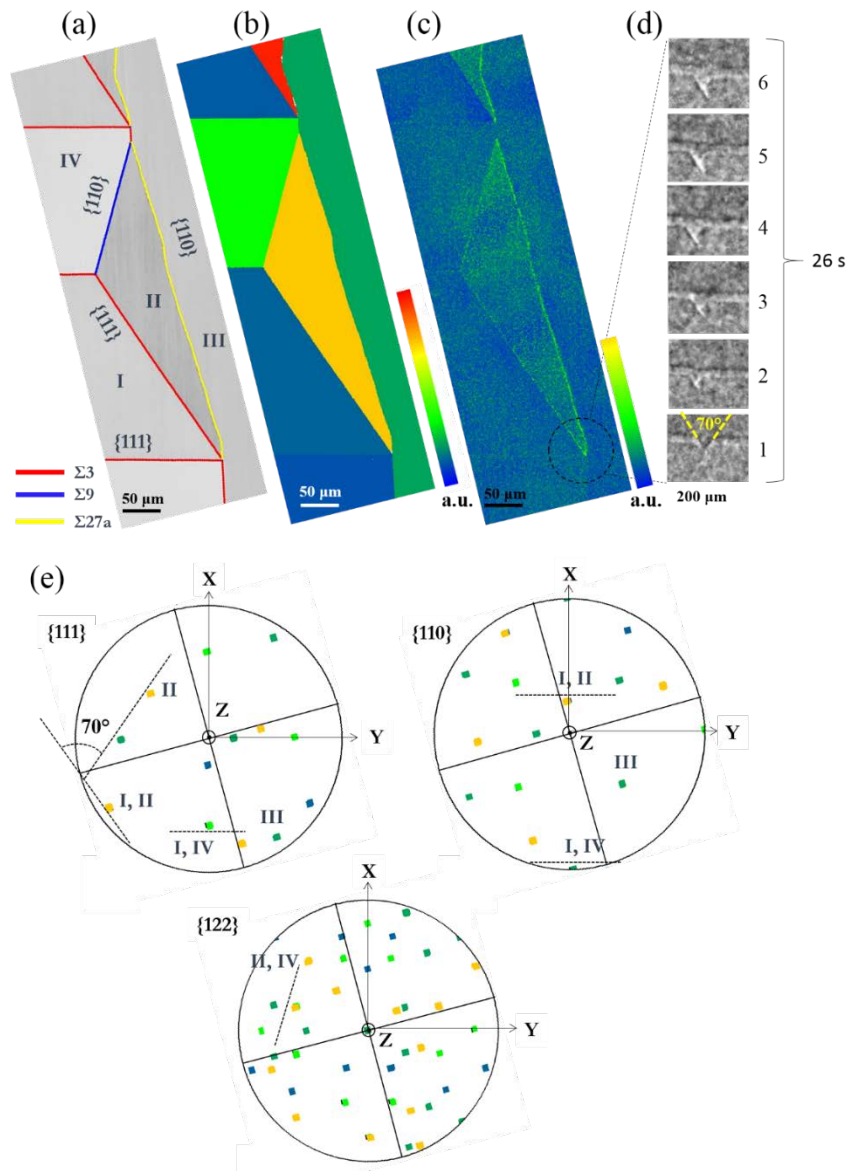 (a)
(b)
(c)
(d)
IV
{110}
{110}
II
{111}
III
I
{111}
Σ3
Σ9
Σ27a
50 µm
50 µm
a.u.
50 µm
a.u.
6
5
4
3
2
70°
1
200 µm
26 s
(e)
{111}
X
II
Z
70°
Y
I, II
III
I, IV
{110}
X
I, II
Z
Y
III
I, IV
{122}
X
II, IV
Y
Z